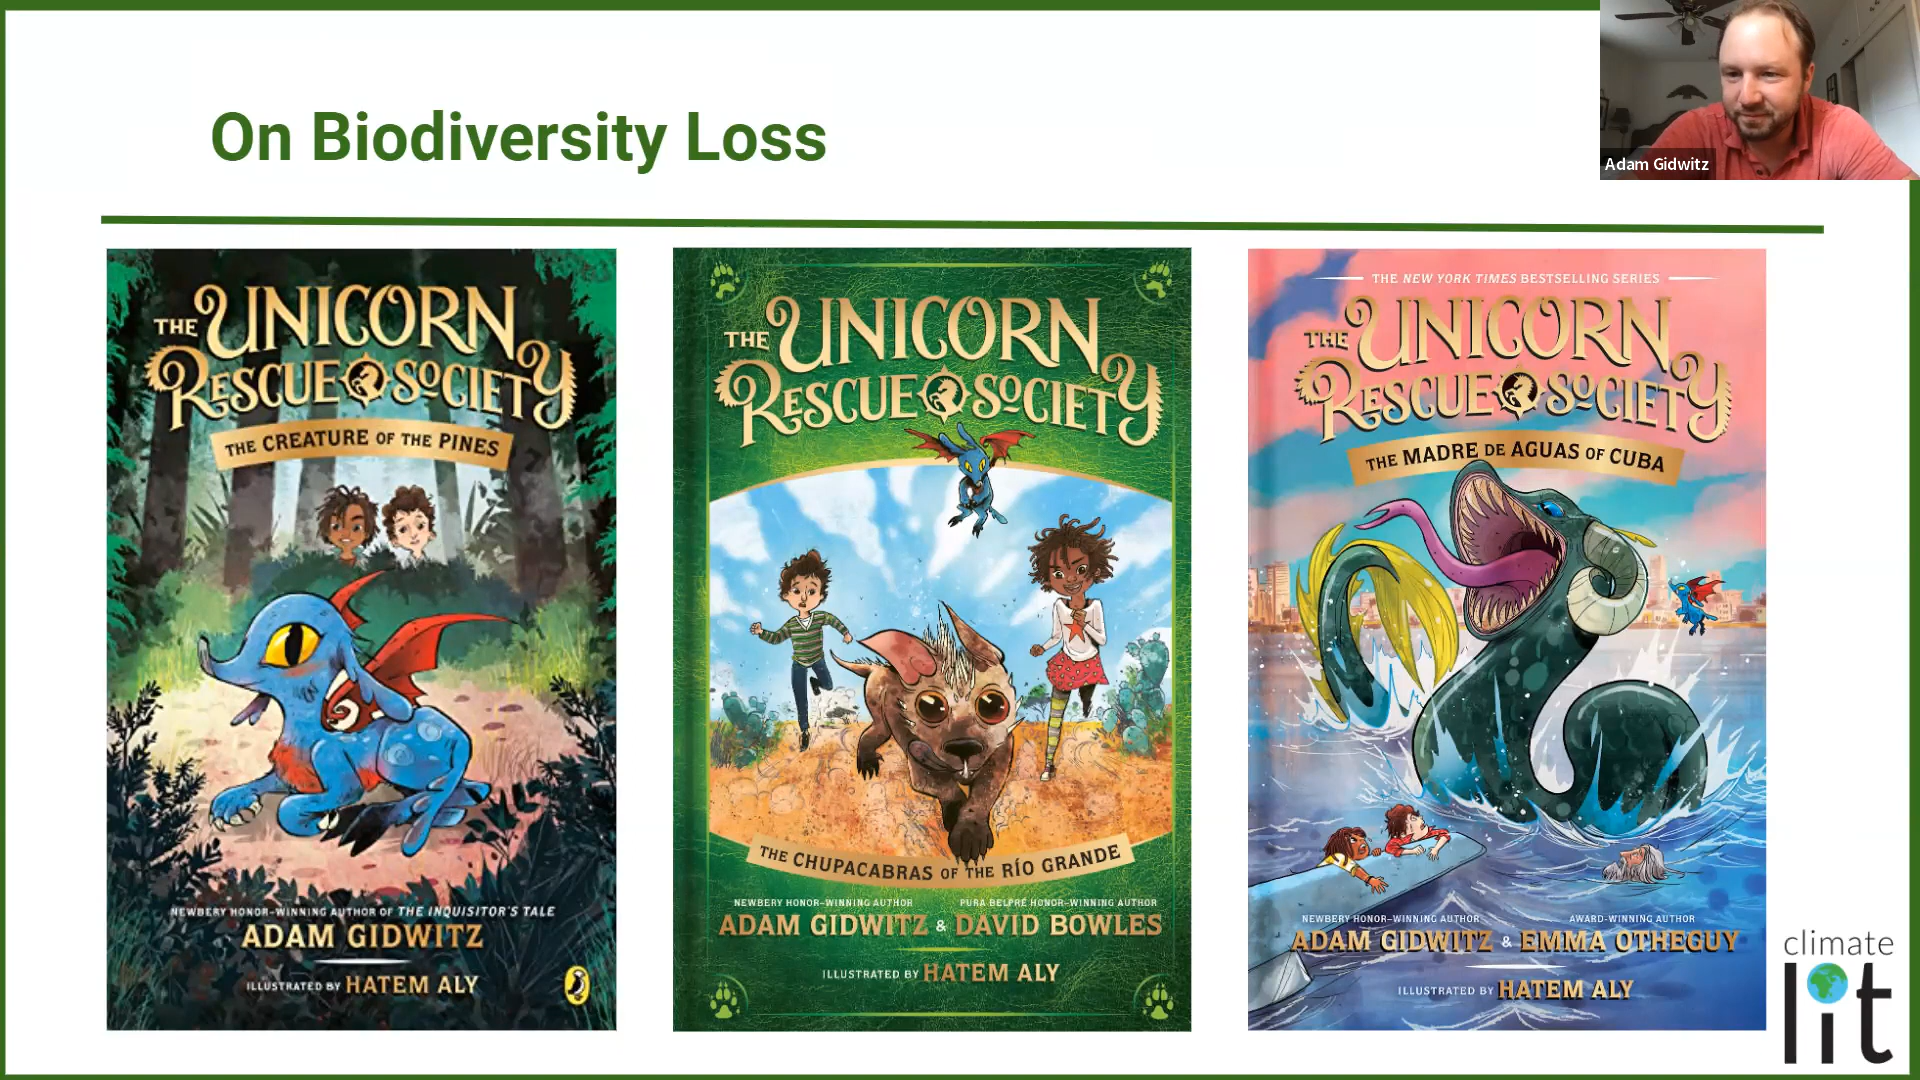 On Biodiversity Loss
Adam Gidwitz
THE UNICORN
RESCUE SOCIETY
THE CREATURE OF THE PINES
NEWBERY HONOR–WINNING AUTHOR OF THE INQUISITOR'S TALE
ADAM GIDWITZ
ILLUSTRATED BY HATEM ALY
THE UNICORN
RESCUE SOCIETY
THE CHUPACABRAS OF THE RÍO GRANDE
NEWBERY HONOR–WINNING AUTHOR PURA BELPRÉ HONOR–WINNING AUTHOR
ADAM GIDWITZ & DAVID BOWLES
ILLUSTRATED BY HATEM ALY
THE NEW YORK TIMES BESTSELLING SERIES
THE UNICORN
RESCUE SOCIETY
THE MADRE DE AGUAS OF CUBA
NEWBERY HONOR–WINNING AUTHOR AWARD-WINNING AUTHOR
ADAM GIDWITZ & EMMA OTHEGUY
ILLUSTRATED BY HATEM ALY
climate
lit